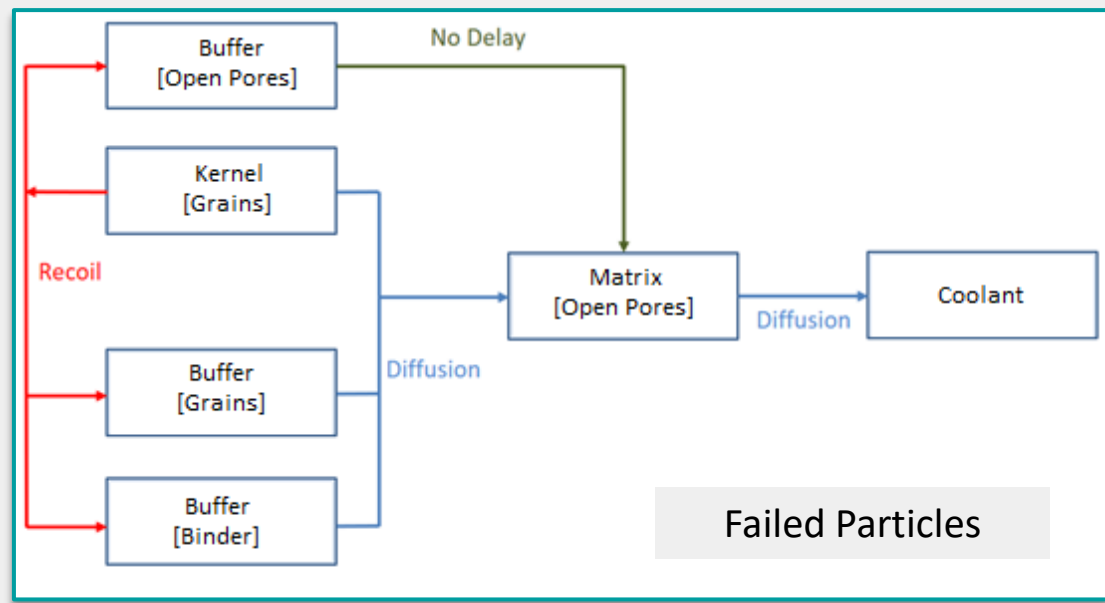 Buffer
[Open Pores]
No Delay
Kernel
[Grains]
Recoil
Matrix
[Open Pores]
Diffusion
Coolant
Buffer
[Grains]
Diffusion
Buffer
[Binder]
Failed Particles